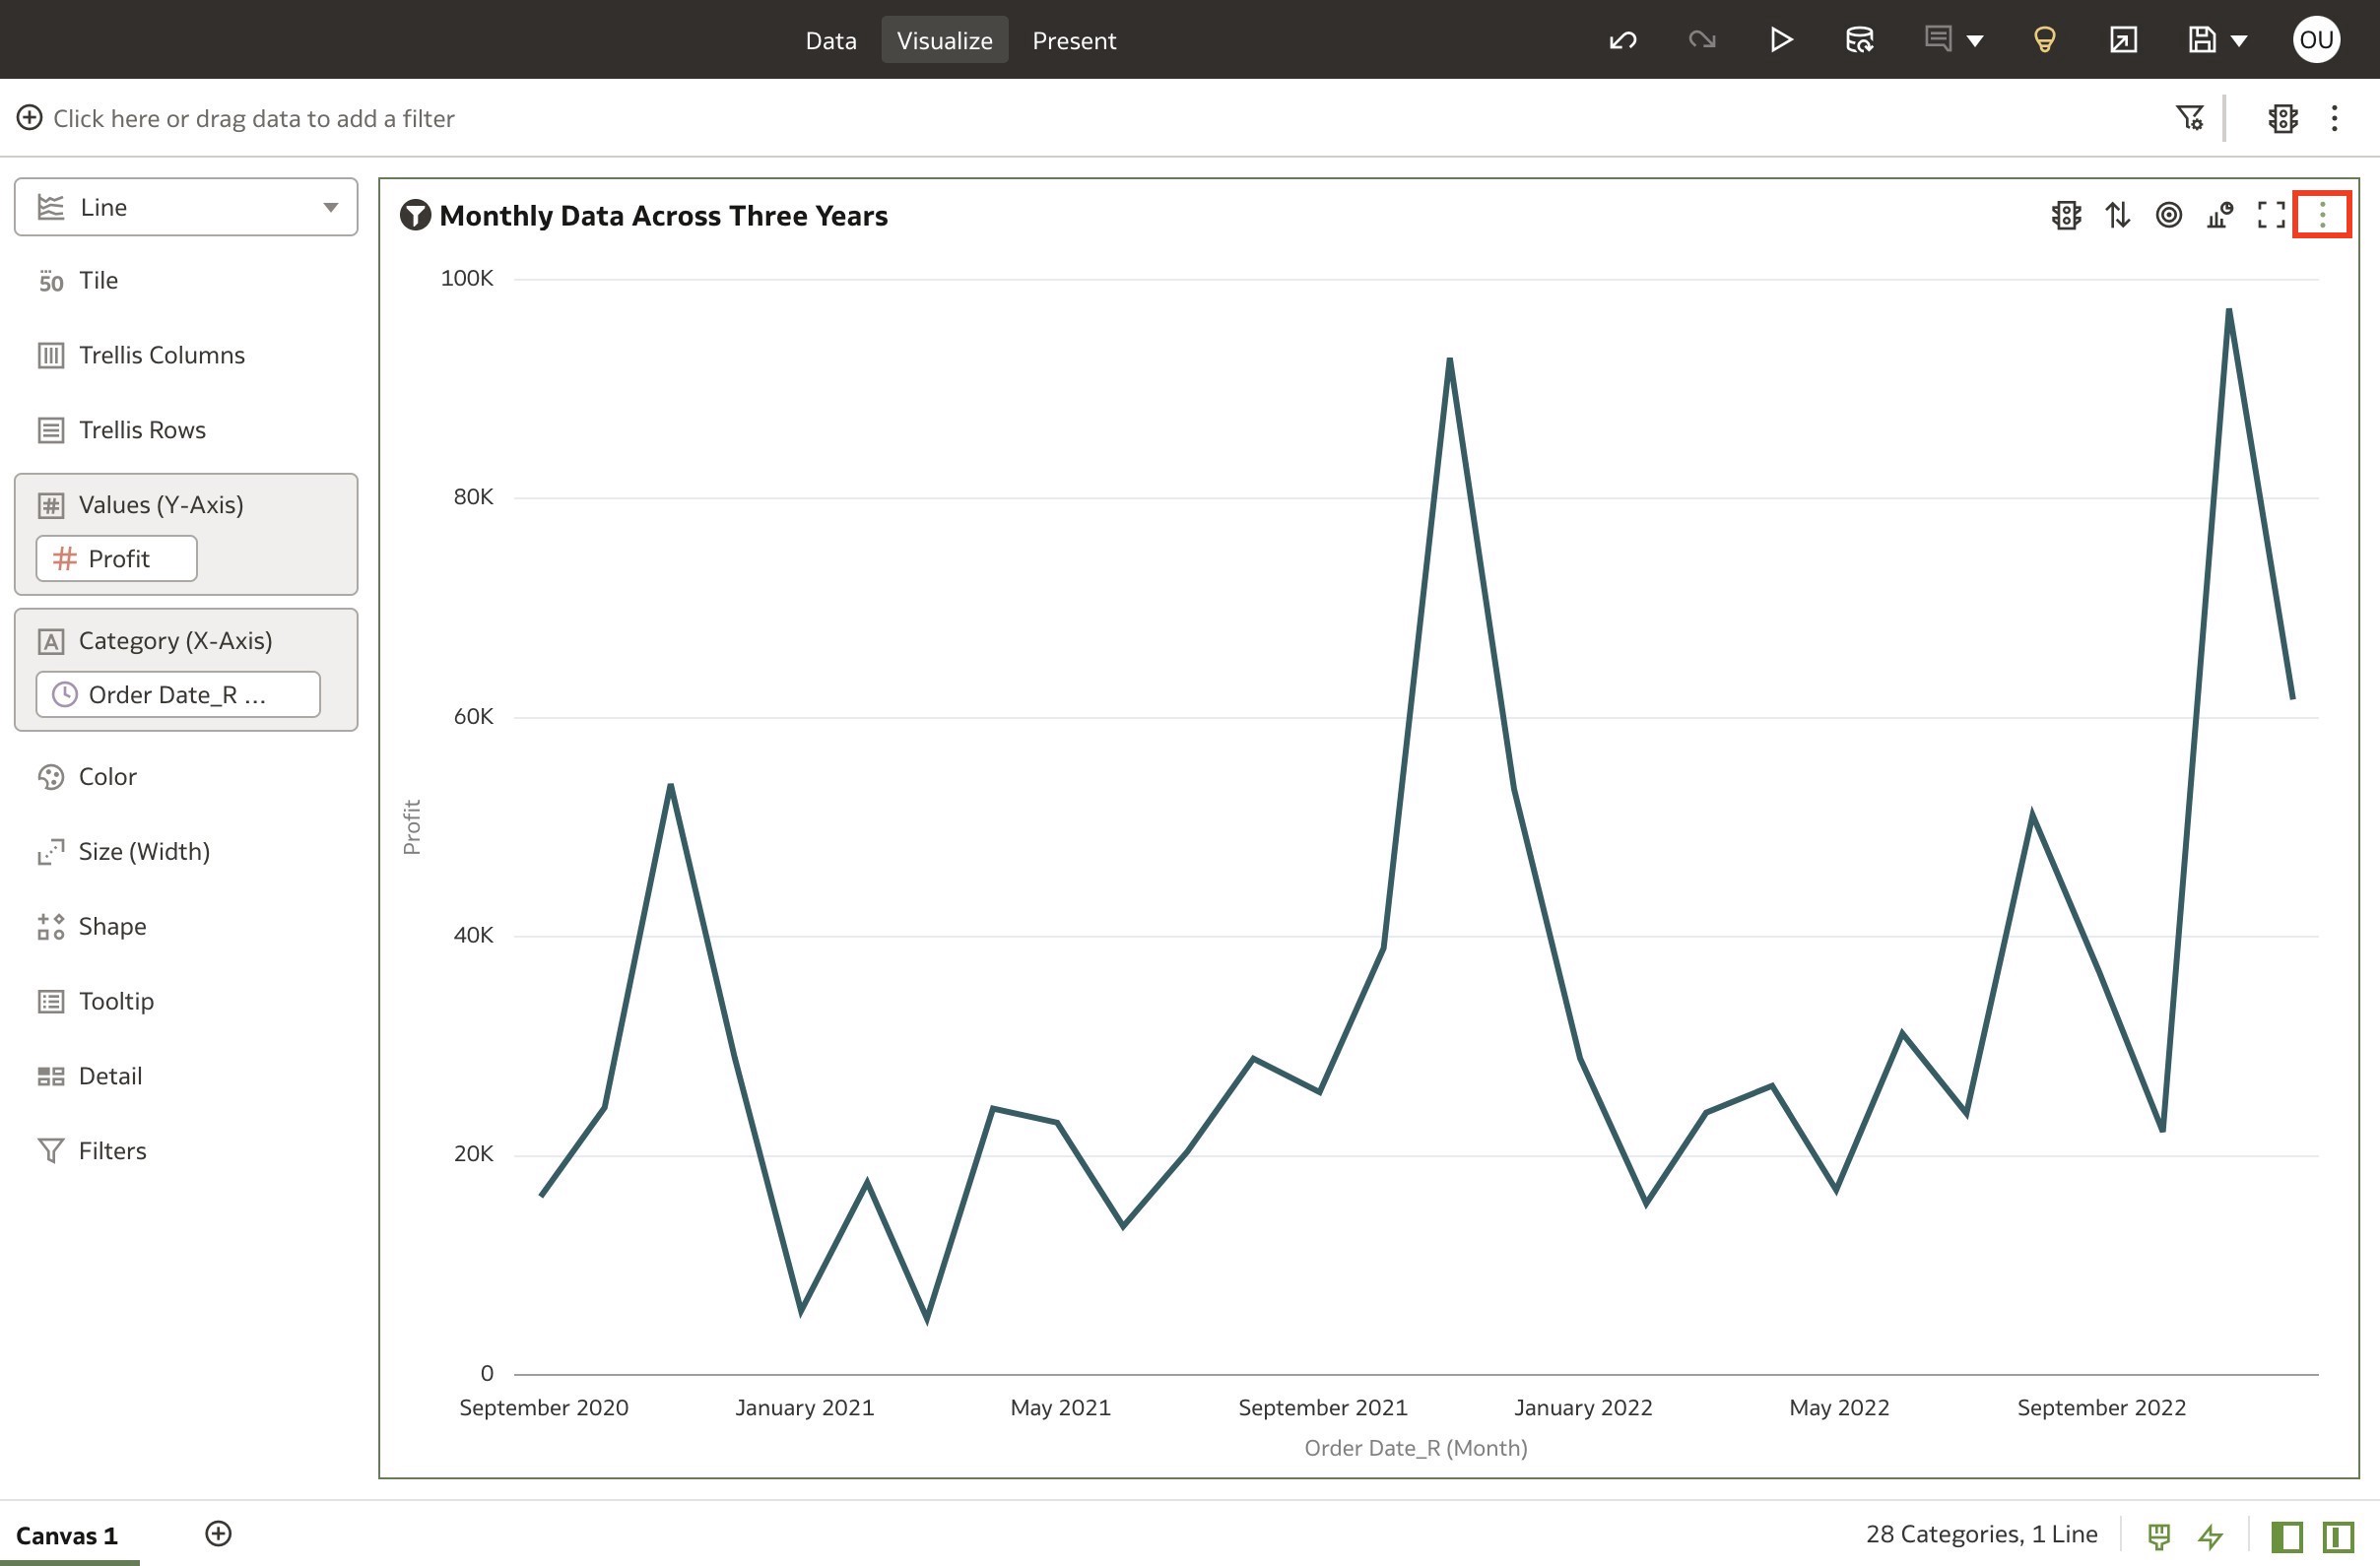 Data Visualize Present
OU
Click here or drag data to add a filter
Line
50 Tile
Trellis Columns
Trellis Rows
# Values (Y-Axis)
# Profit
A Category (X-Axis)
Order Date_R ...
Color
Size (Width)
Shape
Tooltip
Detail
Filters
Monthly Data Across Three Years
100K
80K
60K
40K
20K
0
Profit
September 2020 January 2021 May 2021 September 2021 January 2022 May 2022 September 2022
Order Date_R (Month)
Canvas 1
28 Categories, 1 Line